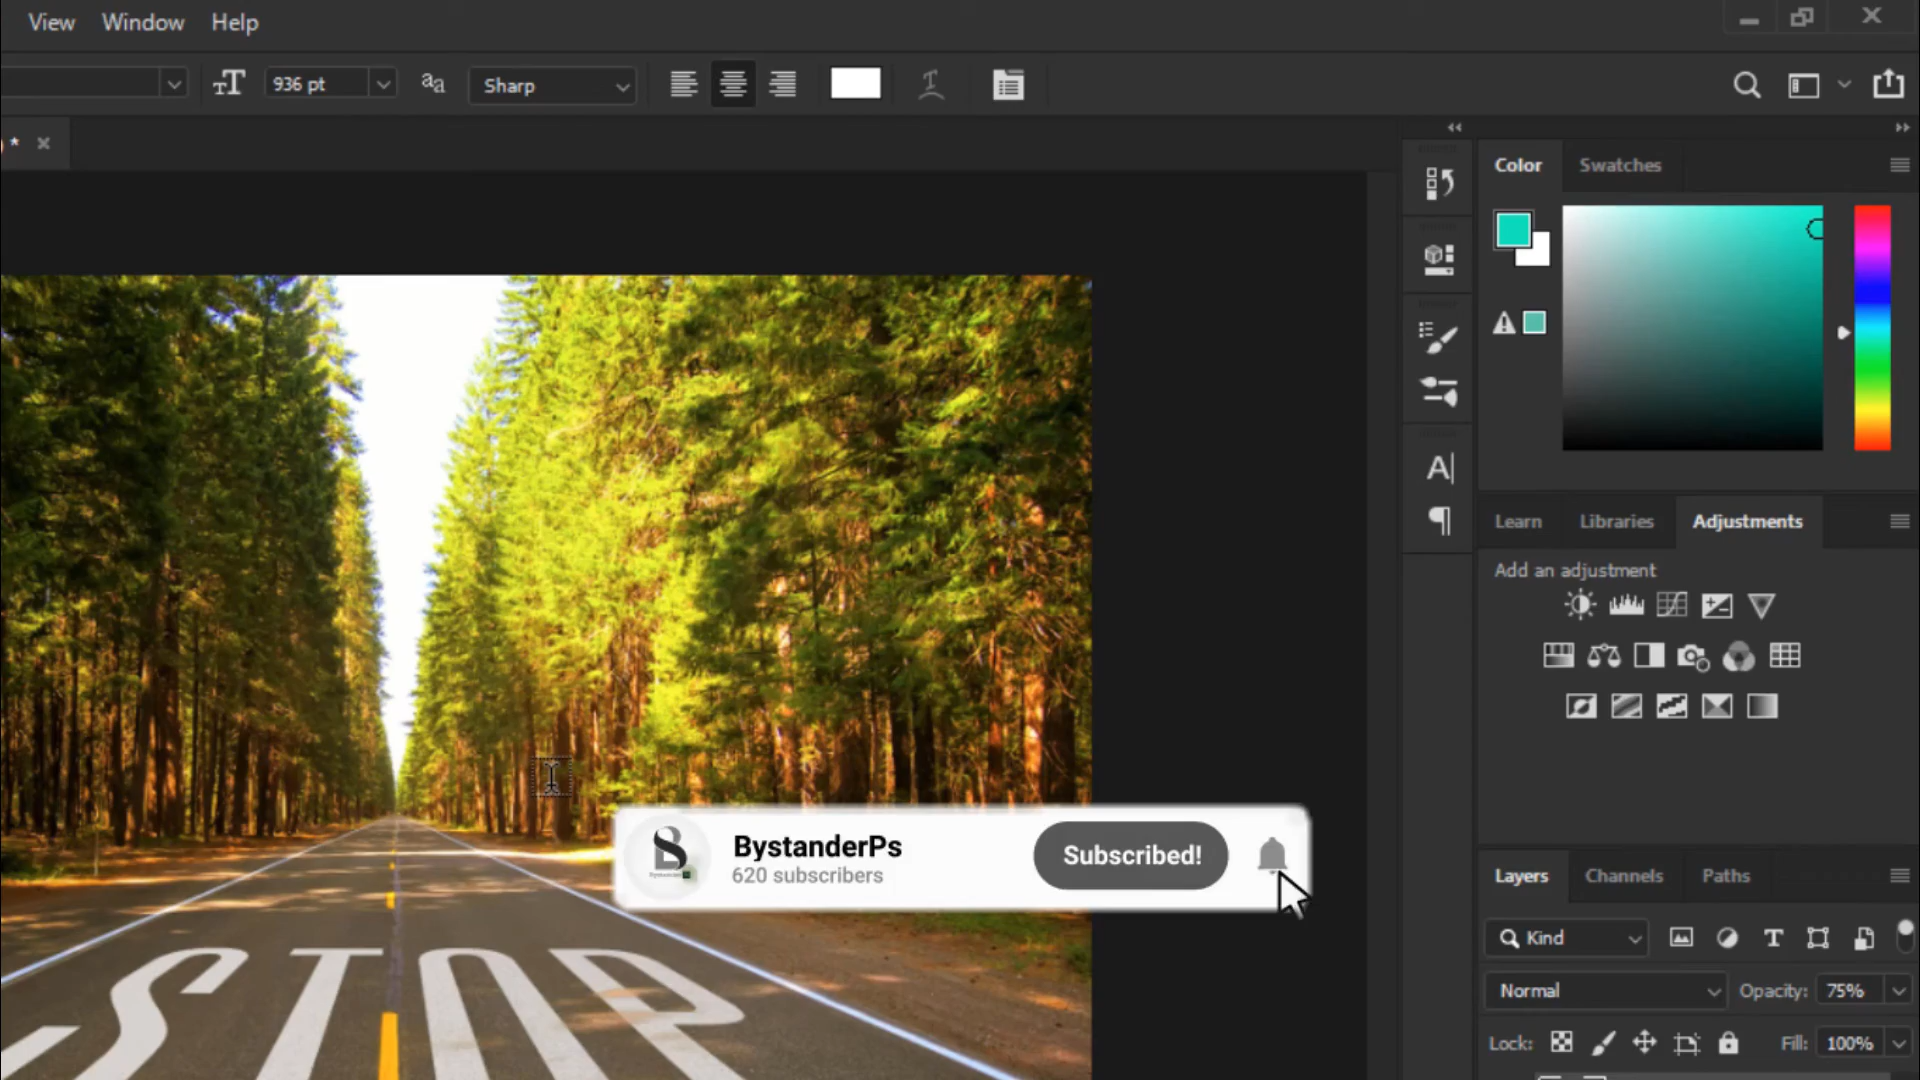 View Window Help
936 pt
aa
Sharp
*
Color Swatches
Learn Libraries Adjustments
Add an adjustment
BystanderPs
620 subscribers
Subscribed!
Layers Channels Paths
Kind
Normal
Opacity: 75%
Lock:
Fill: 100%
STOP